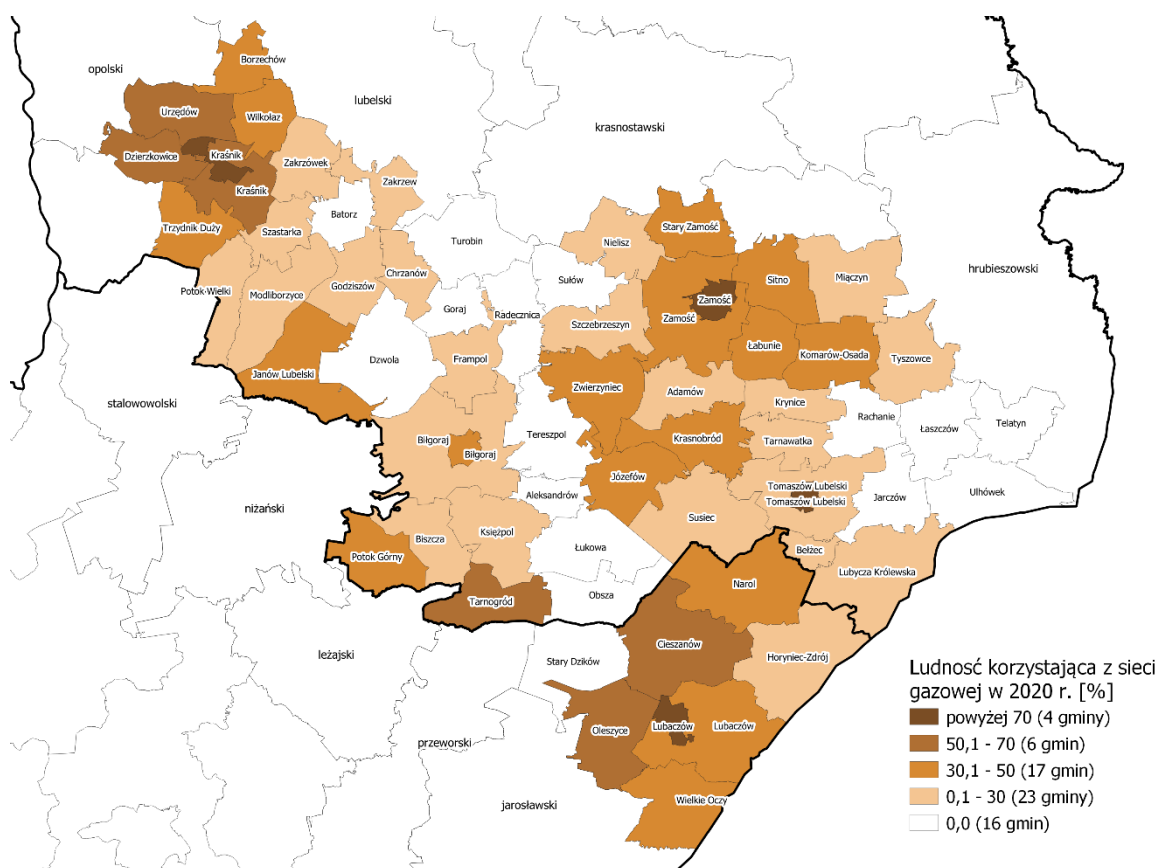 Borzechów
opolski
lubelski
Urzędów
Wilkołaz
krasnostawski
Dzierzkowice
Kraśnik
Zakrzówek
Zakrzew
Kraśnik
Batorz
Trzydnik Duży
Szastarka
Turobin
Nielisz
Stary Zamość
Chrzanów
Sułów
Sitno
Miączyn
hrubieszowski
Potok Wielki
Modliborzyce
Godziszów
Goraj
Radecznica
Zamość
Szczebrzeszyn
Zamość
Łabunie
Komarów-Osada
Tyszowce
Dzwola
Frampol
Janów Lubelski
Zwierzyniec
Adamów
Krynice
stalowowolski
Rachanie
Łaszczów
Telatyn
Biłgoraj
Biłgoraj
Tereszpol
Krasnobród
Tarnawatka
Józefów
Tomaszów Lubelski
Tomaszów Lubelski
Jarczów
Ulhówek
Aleksandrów
niżański
Susiec
Biszcza
Księżpol
Łukowa
Bełżec
Potok Górny
Lubycza Królewska
Narol
Obsza
Tarnogród
Cieszanów
leżajski
Stary Dzików
Horyniec-Zdrój
Oleszyce
Lubaczów
Lubaczów
przeworski
Wielkie Oczy
jarosławski
Ludność korzystająca z sieci
gazowej w 2020 r. [%]
powyżej 70 (4 gminy)
50,1 - 70 (6 gmin)
30,1 - 50 (17 gmin)
0,1 - 30 (23 gminy)
0,0 (16 gmin)